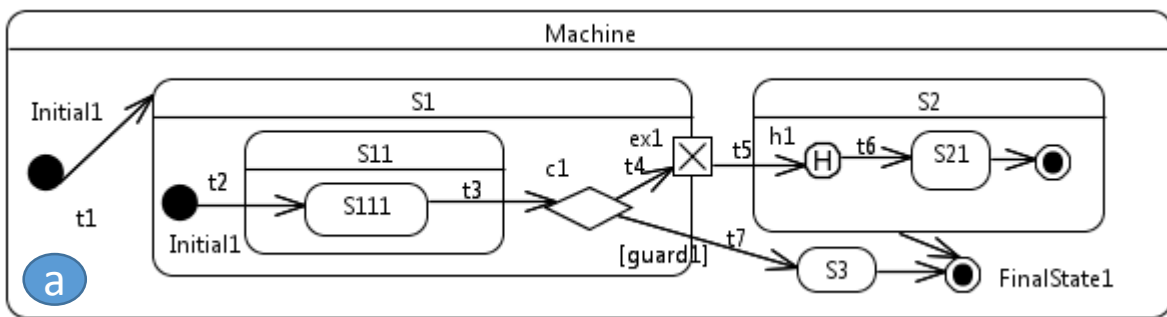 Machine
S1
S2
Initial1
ex1
h1
S11
c1
t4
t5
H
t6
S21
t2
S111
t3
t1
Initial1
t7
[guard1]
S3
FinalState1
a